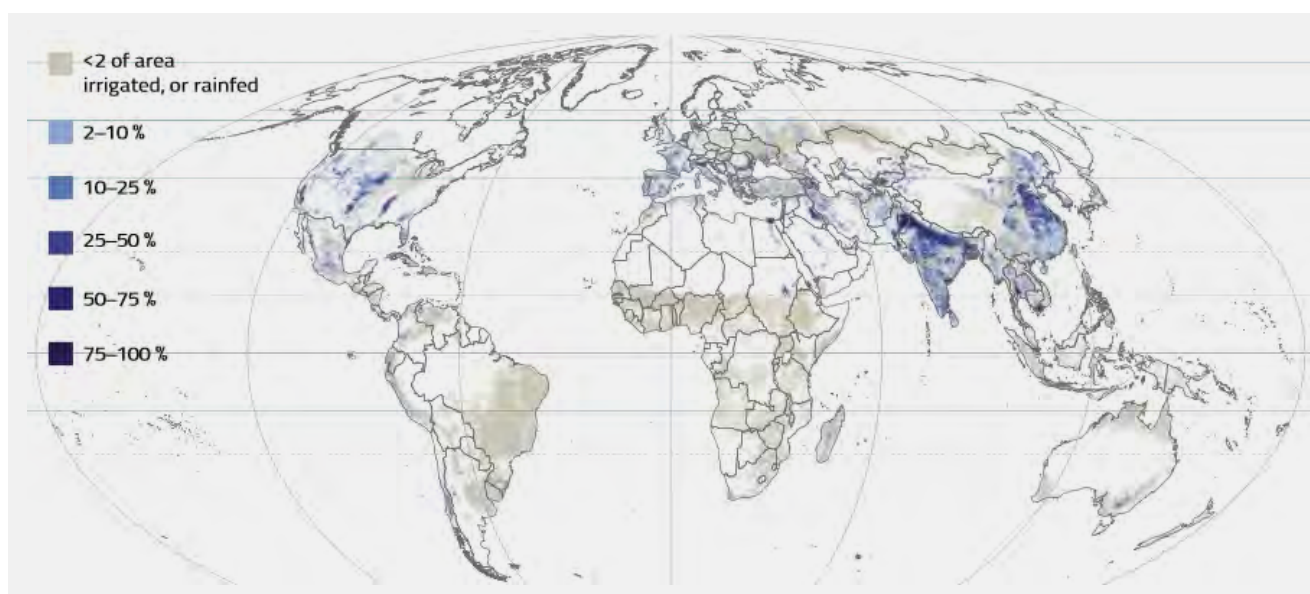 <2 of area
irrigated, or rainfed
2–10 %
10–25 %
25–50 %
50–75 %
75–100 %